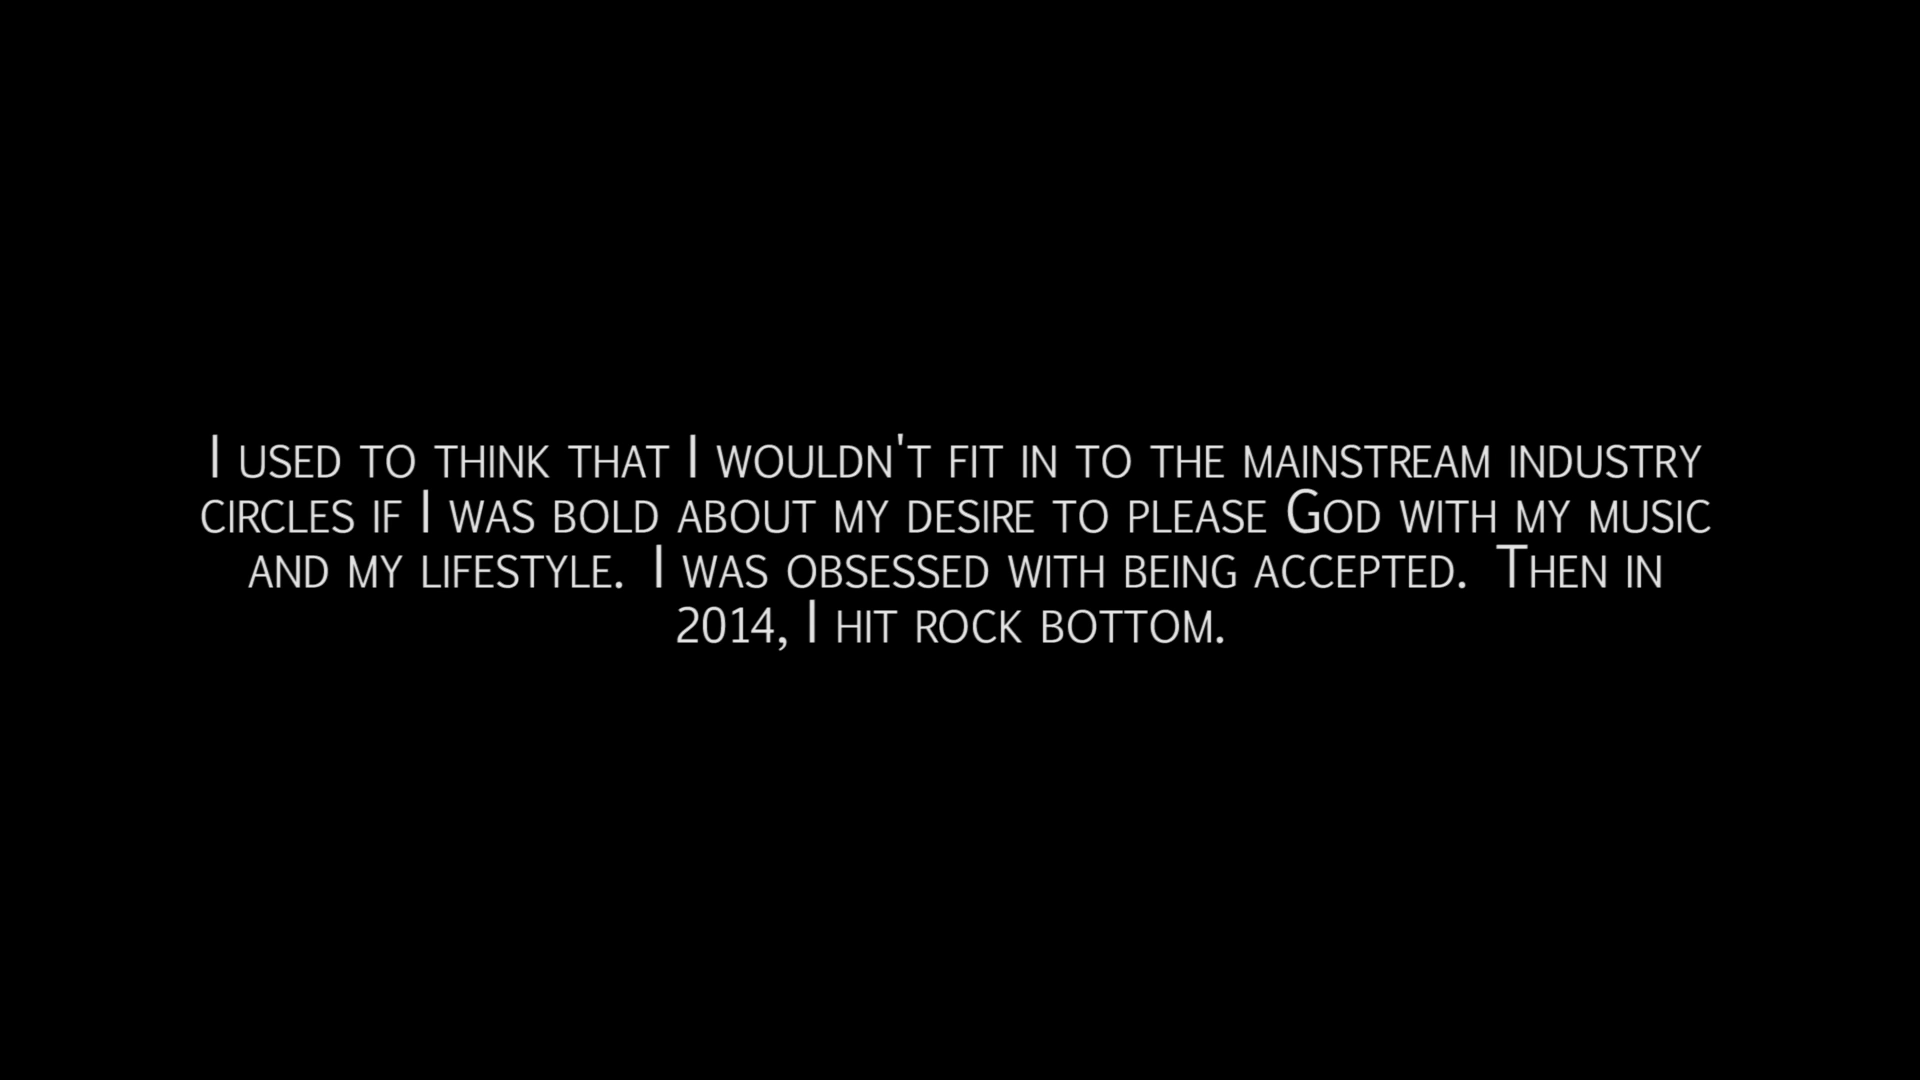 I used to think that I wouldn't fit in to the mainstream industry
circles if I was bold about my desire to please God with my music
and my lifestyle.  I was obsessed with being accepted.  Then in
2014, I hit rock bottom.